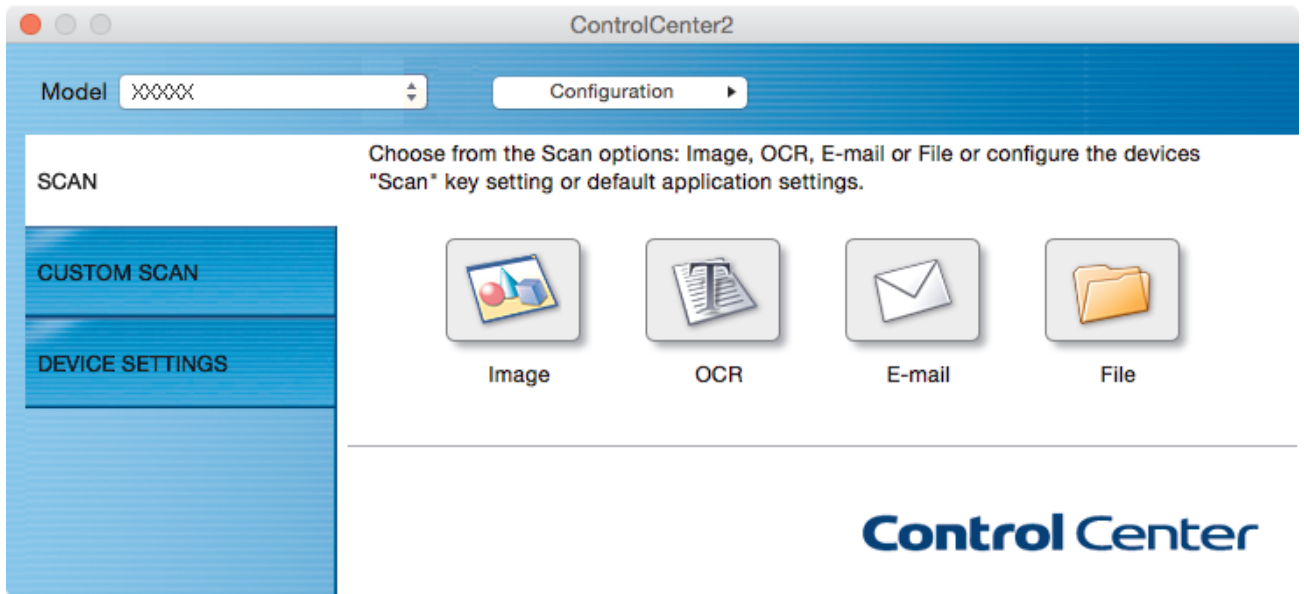 ControlCenter2
Model XXXXX Configuration
SCAN
Choose from the Scan options: Image, OCR, E-mail or File or configure the devices
"Scan" key setting or default application settings.
CUSTOM SCAN
DEVICE SETTINGS
Image OCR E-mail File
Control Center